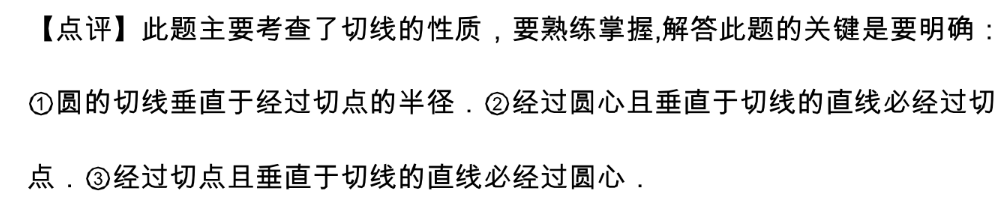 【点评】此题主要考查了切线的性质，要熟练掌握,解答此题的关键是要明确：
①圆的切线垂直于经过切点的半径．②经过圆心且垂直于切线的直线必经过切
点．③经过切点且垂直于切线的直线必经过圆心．